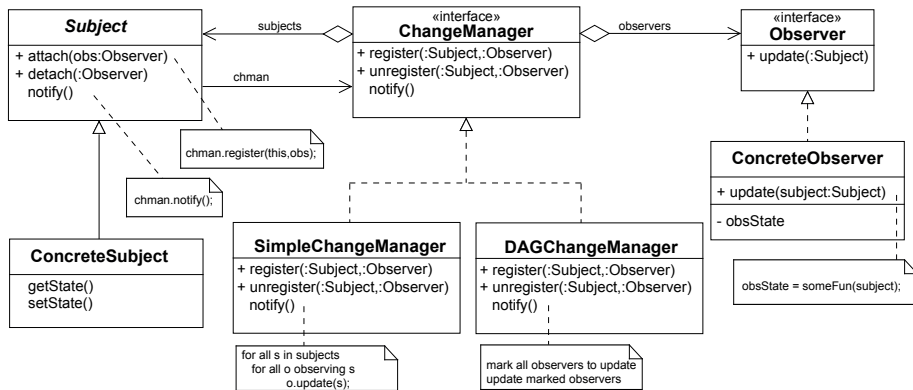 Subject
+ attach(obs:Observer)
+ detach(:Observer)
notify()
subjects
chman
«interface»
ChangeManager
+ register(:Subject,:Observer)
+ unregister(:Subject,:Observer)
notify()
observers
«interface»
Observer
+ update(:Subject)
chman.register(this,obs);
chman.notify();
ConcreteObserver
+ update(subject:Subject)
- obsState
ConcreteSubject
getState()
setState()
SimpleChangeManager
+ register(:Subject,:Observer)
+ unregister(:Subject,:Observer)
notify()
DAGChangeManager
+ register(:Subject,:Observer)
+ unregister(:Subject,:Observer)
notify()
obsState = someFun(subject);
for all s in subjects
for all o observing s
o.update(s);
mark all observers to update
update marked observers